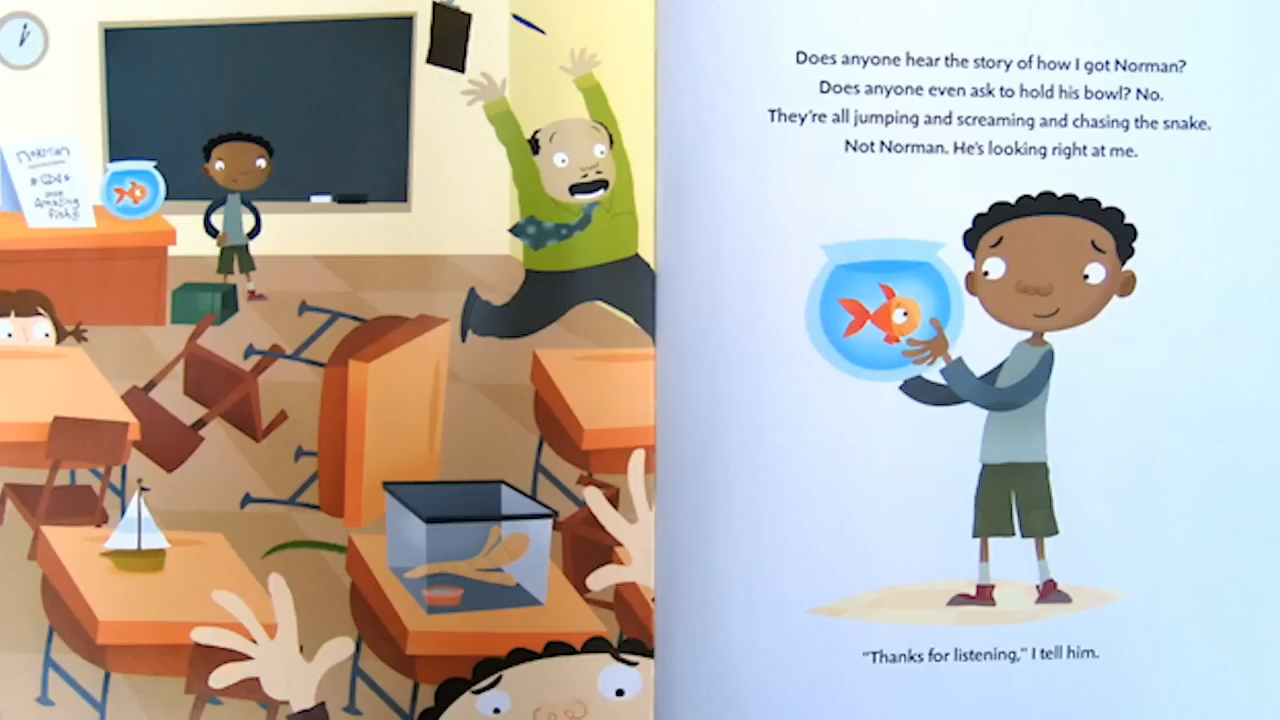 Norman
one
Amazing
fish!
Does anyone hear the story of how I got Norman?
Does anyone even ask to hold his bowl? No.
They're all jumping and screaming and chasing the snake.
Not Norman. He's looking right at me.
"Thanks for listening," I tell him.